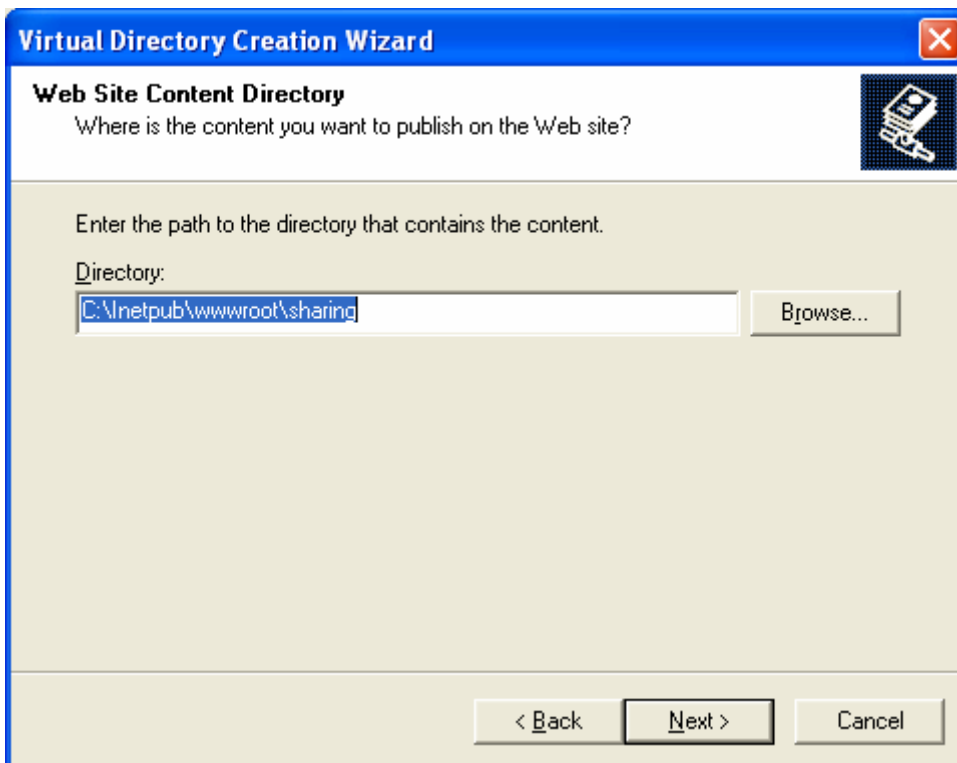 Virtual Directory Creation Wizard
Web Site Content Directory
Where is the content you want to publish on the Web site?
Enter the path to the directory that contains the content.
Directory:
C:\Inetpub\wwwroot\sharing
Browse...
< Back
Next >
Cancel